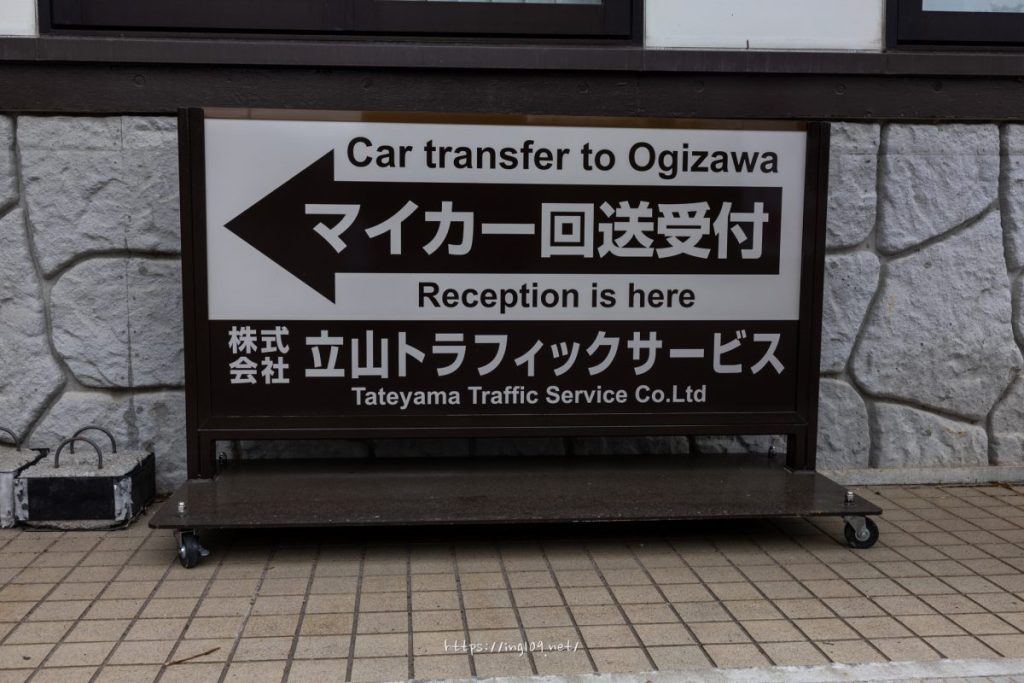 Car transfer to Ogizawa
マイカー回送受付
Reception is here
株式
会社
立山トラフィックサービス
Tateyama Traffic Service Co.Ltd
https://ing109.net/